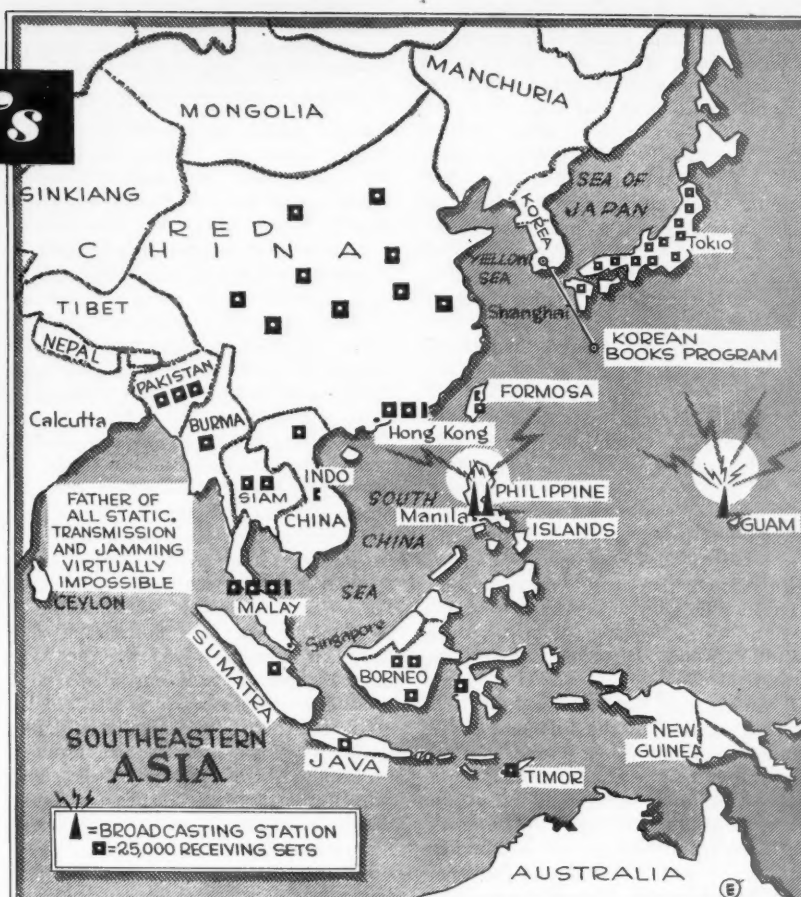 's
MONGOLIA
MANCHURIA
SINKIANG
RED
CHINA
KOREA
SEA OF
JAPAN
Tokio
YELLOW
SEA
Shanghai
TIBET
NEPAL
KOREAN
BOOKS PROGRAM
PAKISTAN
FORMOSA
Calcutta
BURMA
Hong Kong
INDO
CHINA
SIAM
SOUTH
CHINA
SEA
PHILIPPINE
ISLANDS
Manila
GUAM
FATHER OF
ALL STATIC.
TRANSMISSION
AND JAMMING
VIRTUALLY
IMPOSSIBLE
CEYLON
MALAY
Singapore
SUMATRA
BORNEO
NEW
GUINEA
SOUTHEASTERN
ASIA
JAVA
TIMOR
=BROADCASTING STATION
=25,000 RECEIVING SETS
AUSTRALIA
E